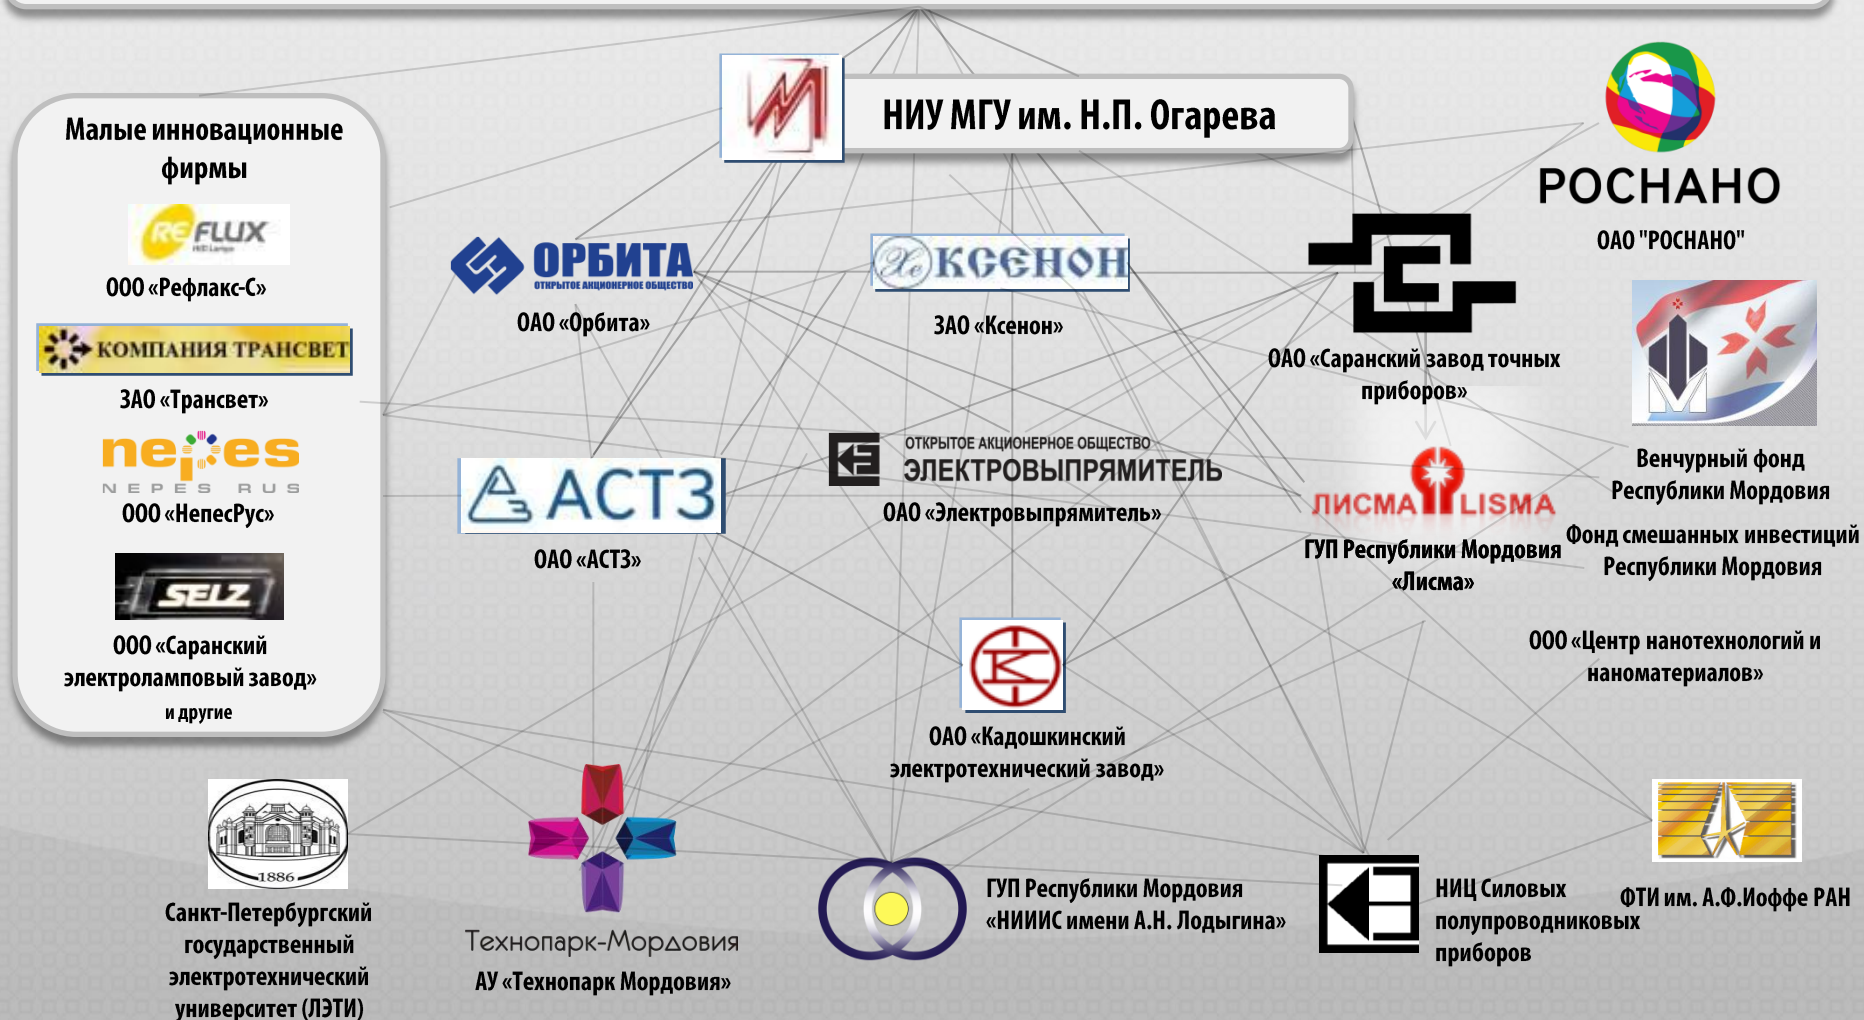 НИУ МГУ им. Н.П. Огарева
Малые инновационные
фирмы
REFLUX
ООО «Рефлакс-С»
КОМПАНИЯ ТРАНСВЕТ
ЗАО «Трансвет»
nepes
NEPES RUS
ООО «НепесРус»
SELZ
ООО «Саранский
электроламповый завод»
и другие
ОРБИТА
ОТКРЫТОЕ АКЦИОНЕРНОЕ ОБЩЕСТВО
ОАО «Орбита»
Хе КСЕНОН
ЗАО «Ксенон»
ОАО «Саранский завод точных
приборов»
РОСНАНО
ОАО "РОСНАНО"
Венчурный фонд
Республики Мордовия
Фонд смешанных инвестиций
Республики Мордовия
ООО «Центр нанотехнологий и
наноматериалов»
АСТЗ
ОАО «АСТЗ»
ОТКРЫТОЕ АКЦИОНЕРНОЕ ОБЩЕСТВО
ЭЛЕКТРОВЫПРЯМИТЕЛЬ
ОАО «Электровыпрямитель»
ЛИСМА LISMA
ГУП Республики Мордовия
«Лисма»
ОАО «Кадошкинский
электротехнический завод»
1886
Санкт-Петербургский
государственный
электротехнический
университет (ЛЭТИ)
Технопарк-Мордовия
АУ «Технопарк Мордовия»
ГУП Республики Мордовия
«НИИИС имени А.Н. Лодыгина»
НИЦ Силовых
полупроводниковых
приборов
ФТИ им. А.Ф.Иоффе РАН